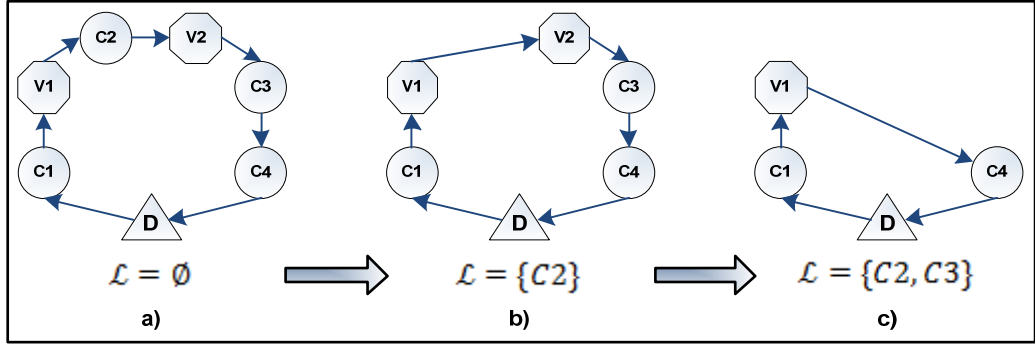 C2 V2
V1 C3
C1 C4
D
ℒ = ∅
a)
V2
V1 C3
C1 C4
D
ℒ = {C2}
b)
V1
C1 C4
D
ℒ = {C2, C3}
c)